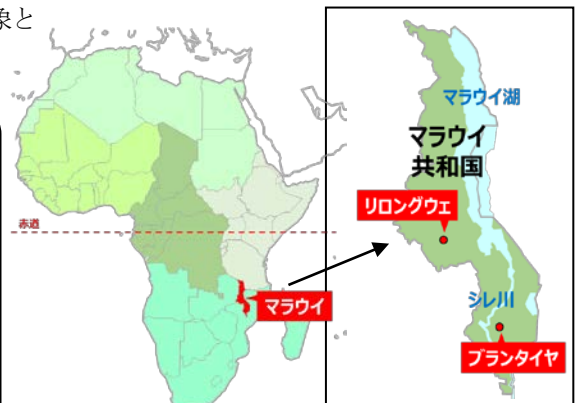 象と
赤道
マラウイ
マラウイ湖
マラウイ
共和国
リロングウェ
シレ川
ブランタイヤ